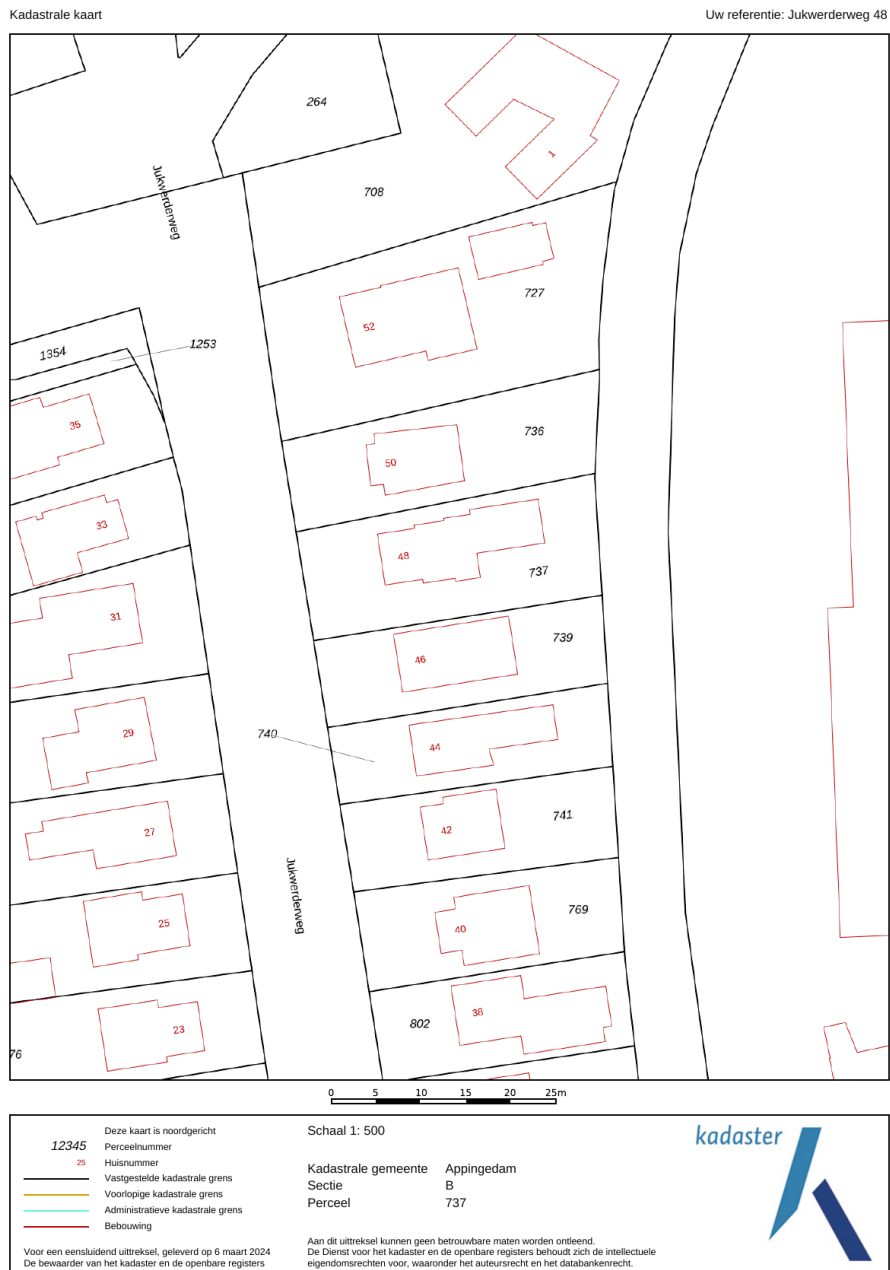 Kadastrale kaart
Uw referentie: Jukwerderweg 48
264
1
Jukwerderweg
708
727
52
1253
1354
35
736
50
33
48
737
31
739
46
740
29
44
741
27
42
Jukwerderweg
769
25
40
38
802
23
76
0 5 10 15 20 25m
Deze kaart is noordgericht
12345 Perceelnummer
25 Huisnummer
Vastgestelde kadastrale grens
Voorlopige kadastrale grens
Administratieve kadastrale grens
Bebouwing
Voor een eensluidend uittreksel, geleverd op 6 maart 2024
De bewaarder van het kadaster en de openbare registers
Schaal 1: 500
Kadastrale gemeente Appingedam
Sectie B
Perceel 737
Aan dit uittreksel kunnen geen betrouwbare maten worden ontleend.
De Dienst voor het kadaster en de openbare registers behoudt zich de intellectuele
eigendomsrechten voor, waaronder het auteursrecht en het databankenrecht.
kadaster